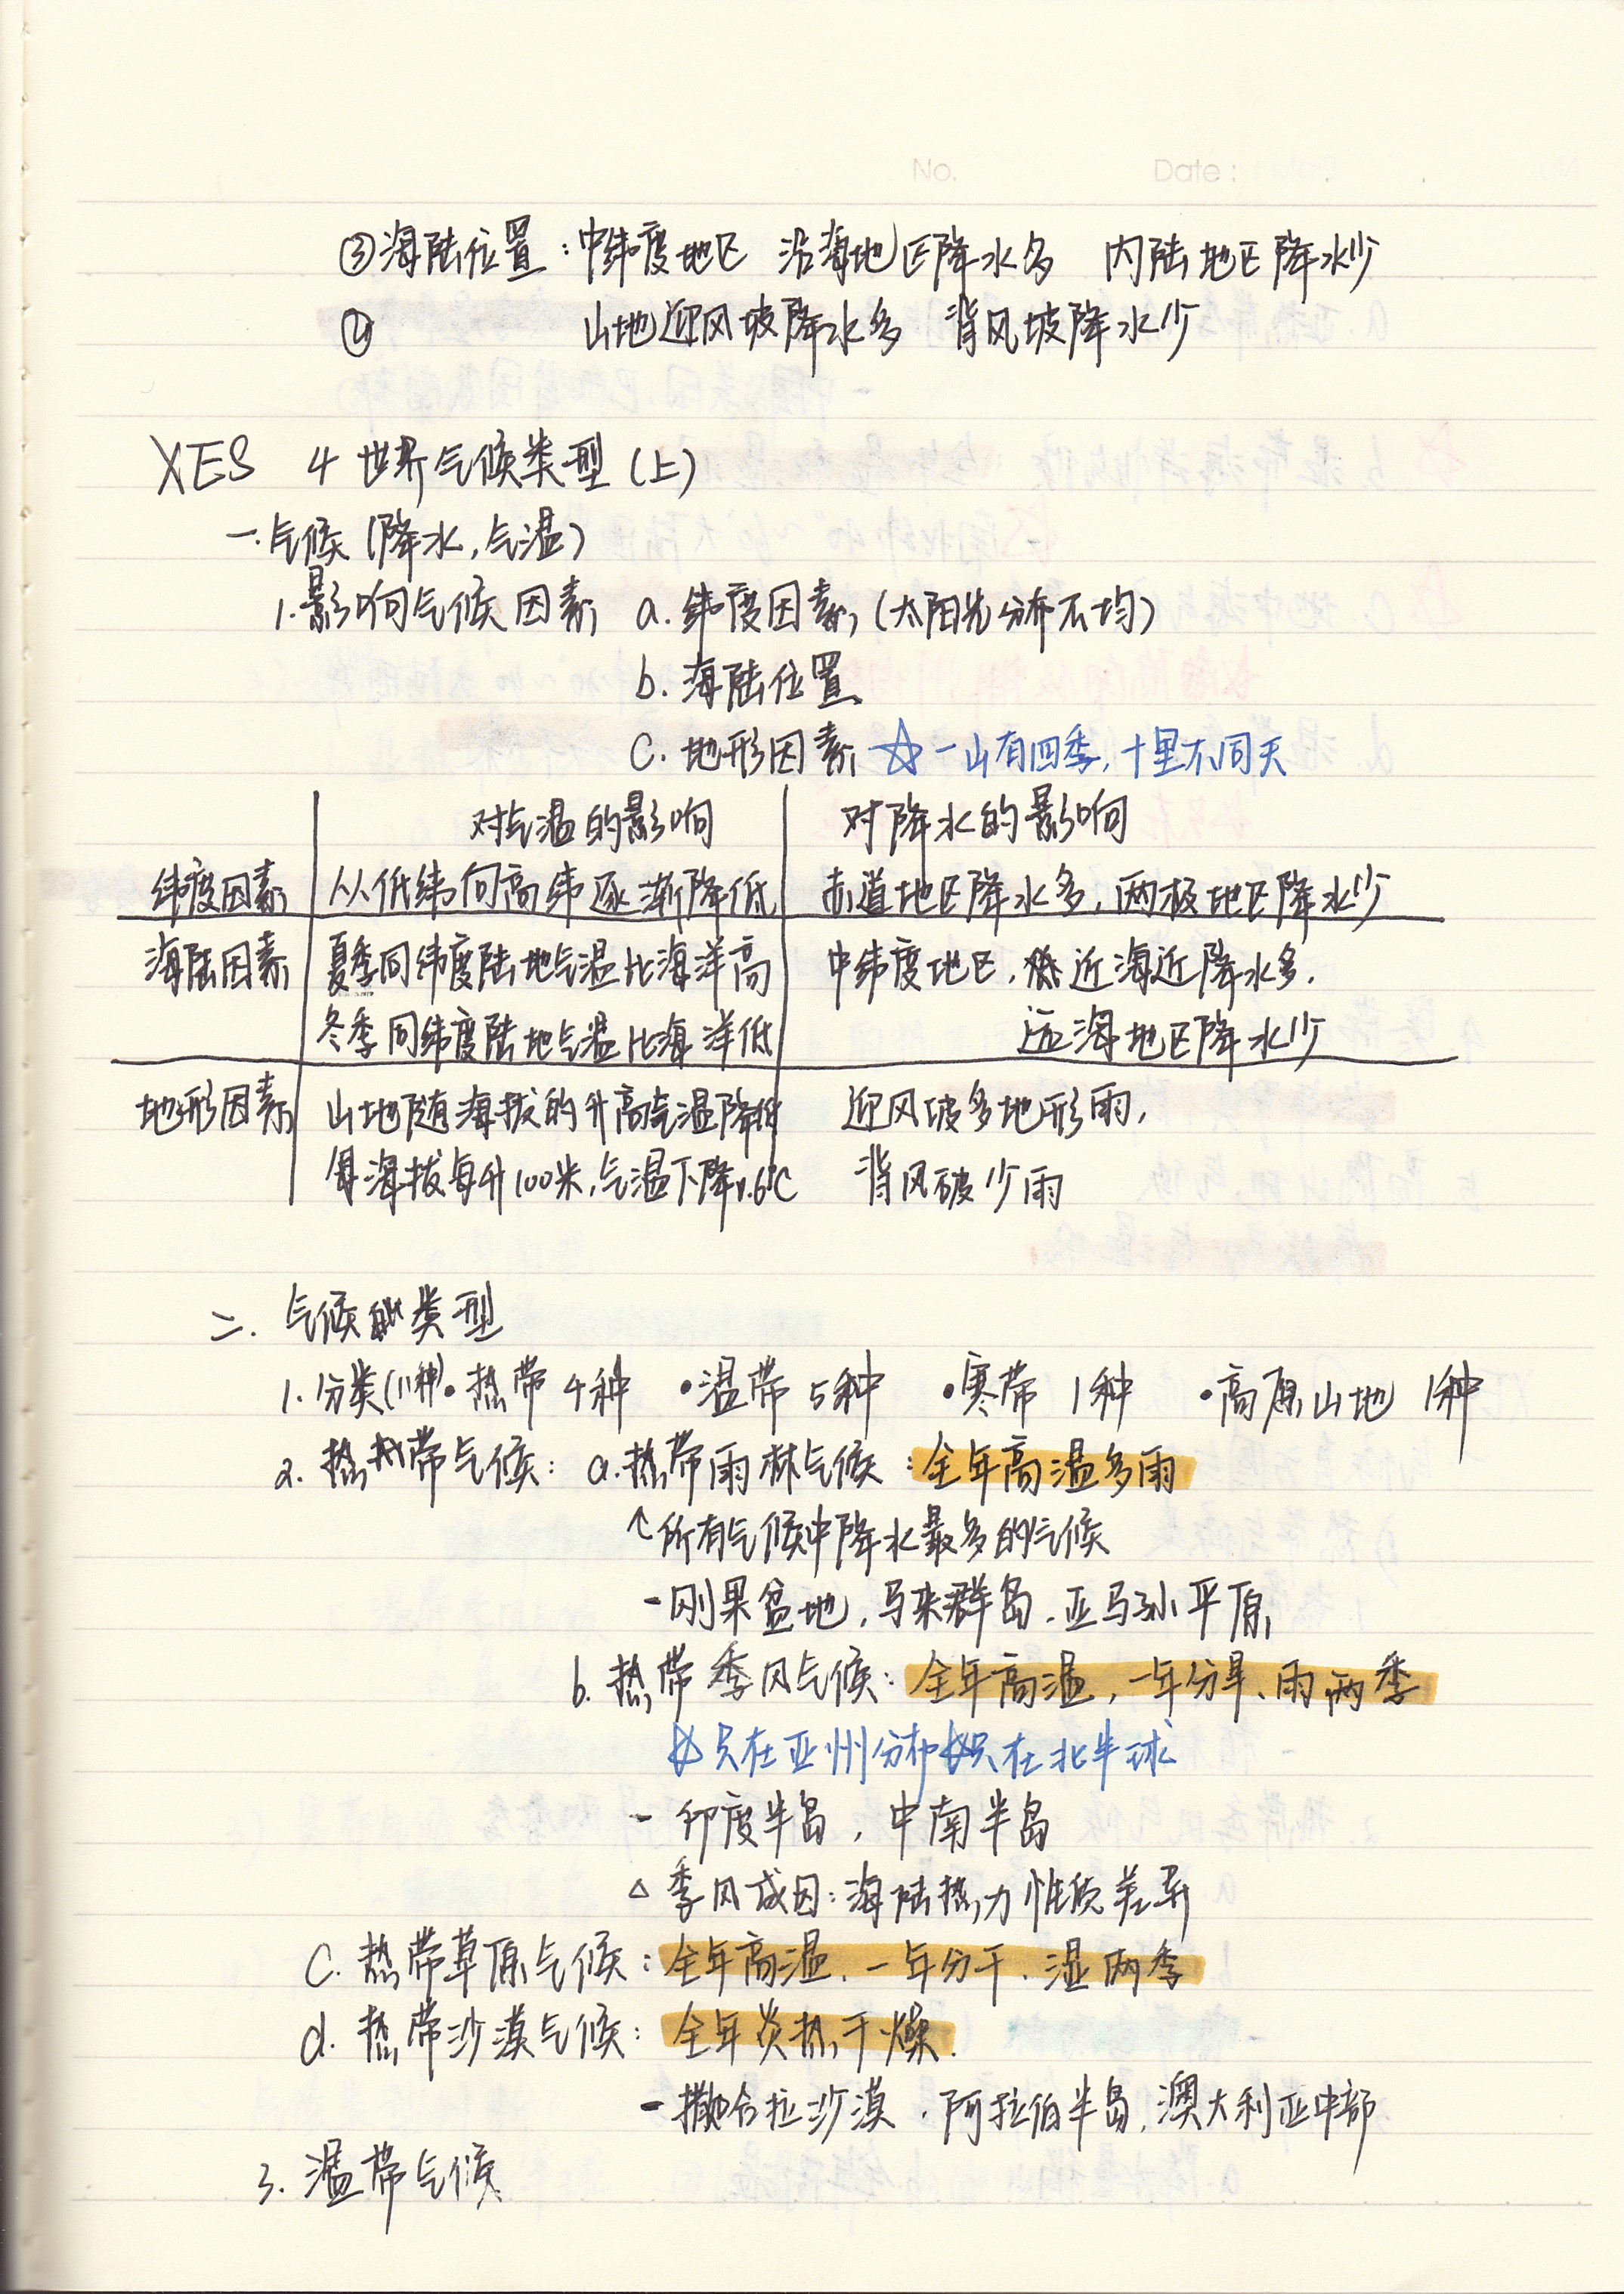 No. Date:
③海陆位置:中纬度地区 沿海地区降水多 内陆地区降水少
④ 山地迎风坡降水多 背风坡降水少
XES 4 世界气候类型(上)
一.气候(降水,气温)
1.影响气候因素 a.纬度因素(太阳光分布不均)
b.海陆位置
c.地形因素 ☆一山有四季,十里不同天
对气温的影响 对降水的影响
纬度因素 从低纬向高纬逐渐降低 赤道地区降水多,两极地区降水少
海陆因素 夏季同纬度陆地气温比海洋高 中纬度地区,近海近降水多.
冬季同纬度陆地气温比海洋低 远海地区降水少
地形因素 山地随海拔的升高气温降低 迎风坡多地形雨,
每海拔每升100米,气温下降0.6℃ 背风破少雨
二.气候类型
1.分类(11种)•热带4种 •温带5种 •寒带1种 •高原山地1种
2.热带气候: a.热带雨林气候:全年高温多雨
↑所有气候中降水最多的气候
-刚果盆地,马来群岛.亚马孙平原
b.热带季风气候:全年高温,一年分旱、雨两季
☆只在亚州分布☆只在北半球
-印度半岛,中南半岛
△季风成因:海陆热力性质差异
c.热带草原气候:全年高温.一年分干.湿两季
d.热带沙漠气候:全年炎热干燥.
-撒哈拉沙漠.阿拉伯半岛,澳大利亚中部
3.温带气候